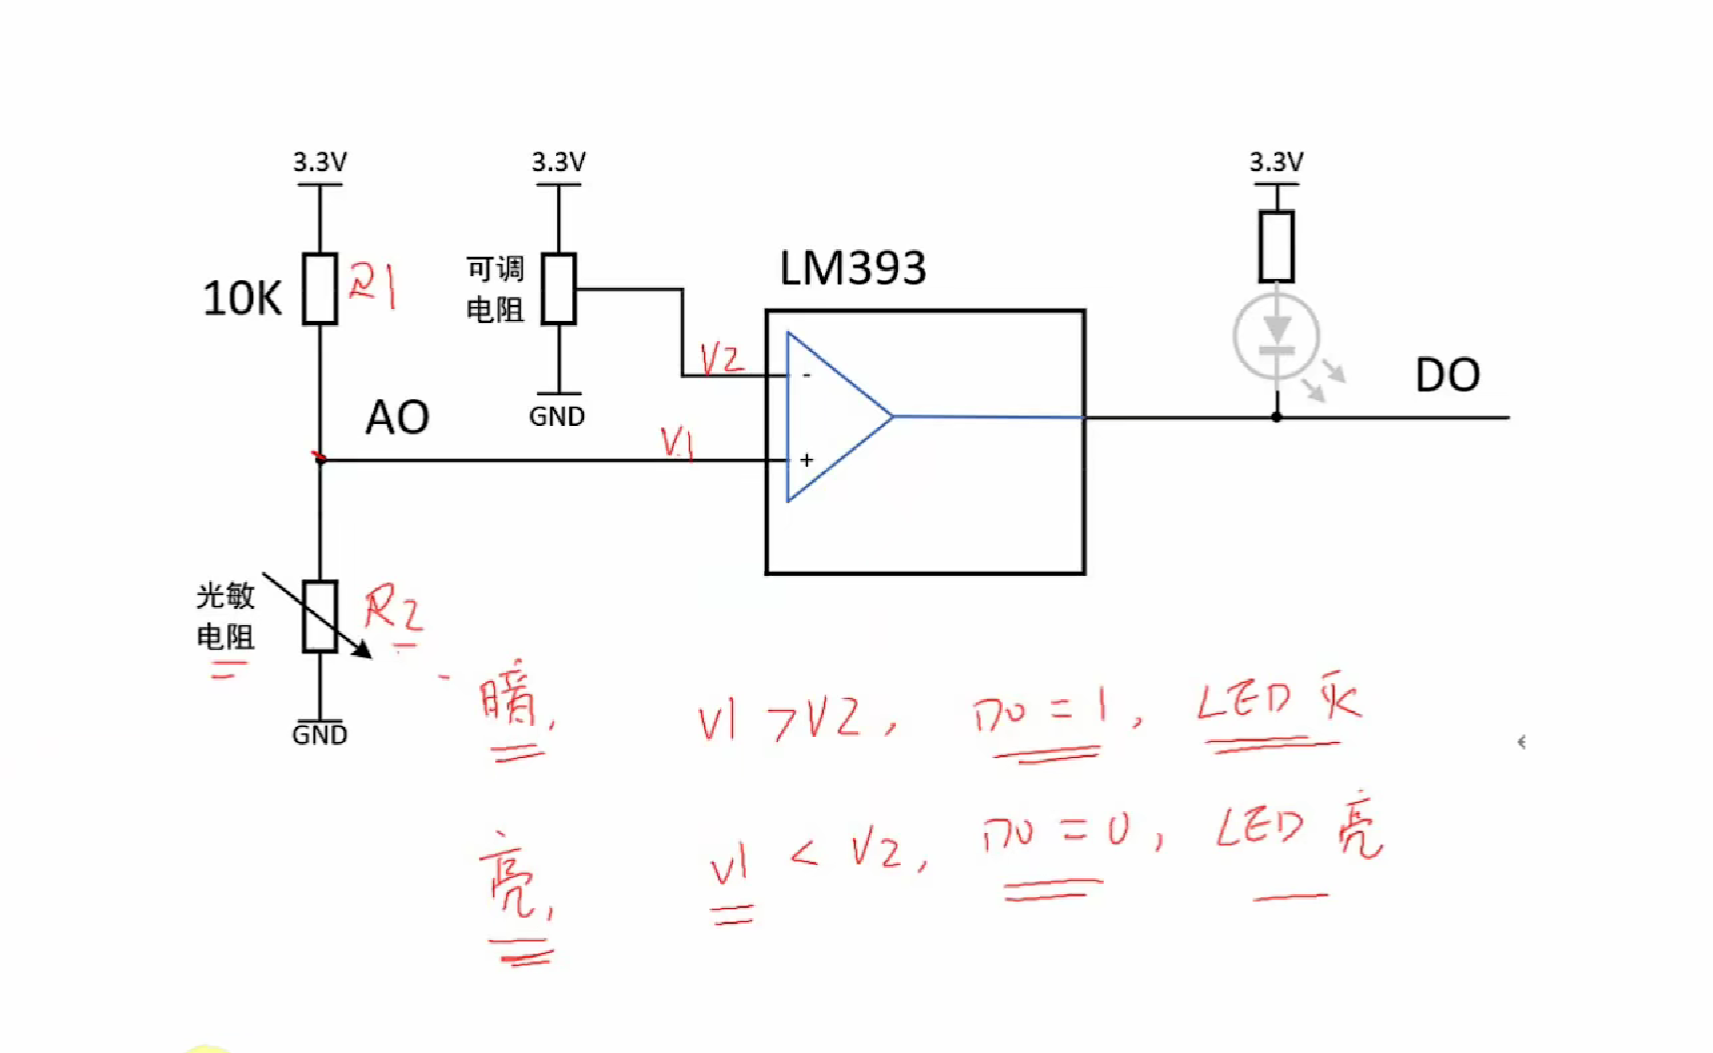 3.3V
3.3V
3.3V
LM393
可调
电阻
10K
R1
V2
-
DO
AO
GND
V1
+
光敏
电阻
R2
GND
暗, V1 >V2, DO = 1, LED 灭
亮, V1 < V2, DO = 0, LED 亮